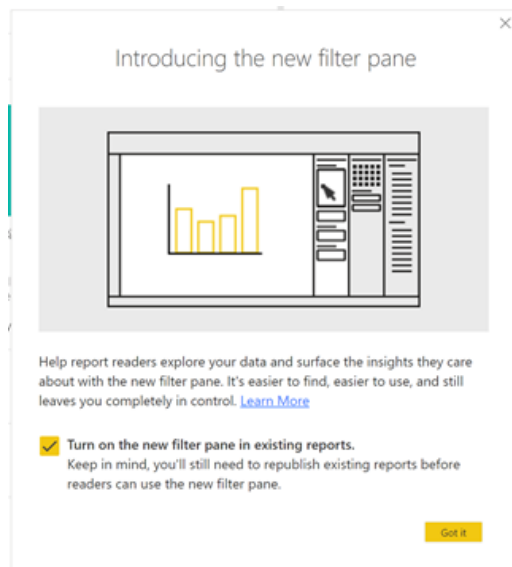 Introducing the new filter pane
Help report readers explore your data and surface the insights they care
about with the new filter pane. It's easier to find, easier to use, and still
leaves you completely in control. Learn More
Turn on the new filter pane in existing reports.
Keep in mind, you'll still need to republish existing reports before
readers can use the new filter pane.
Got it